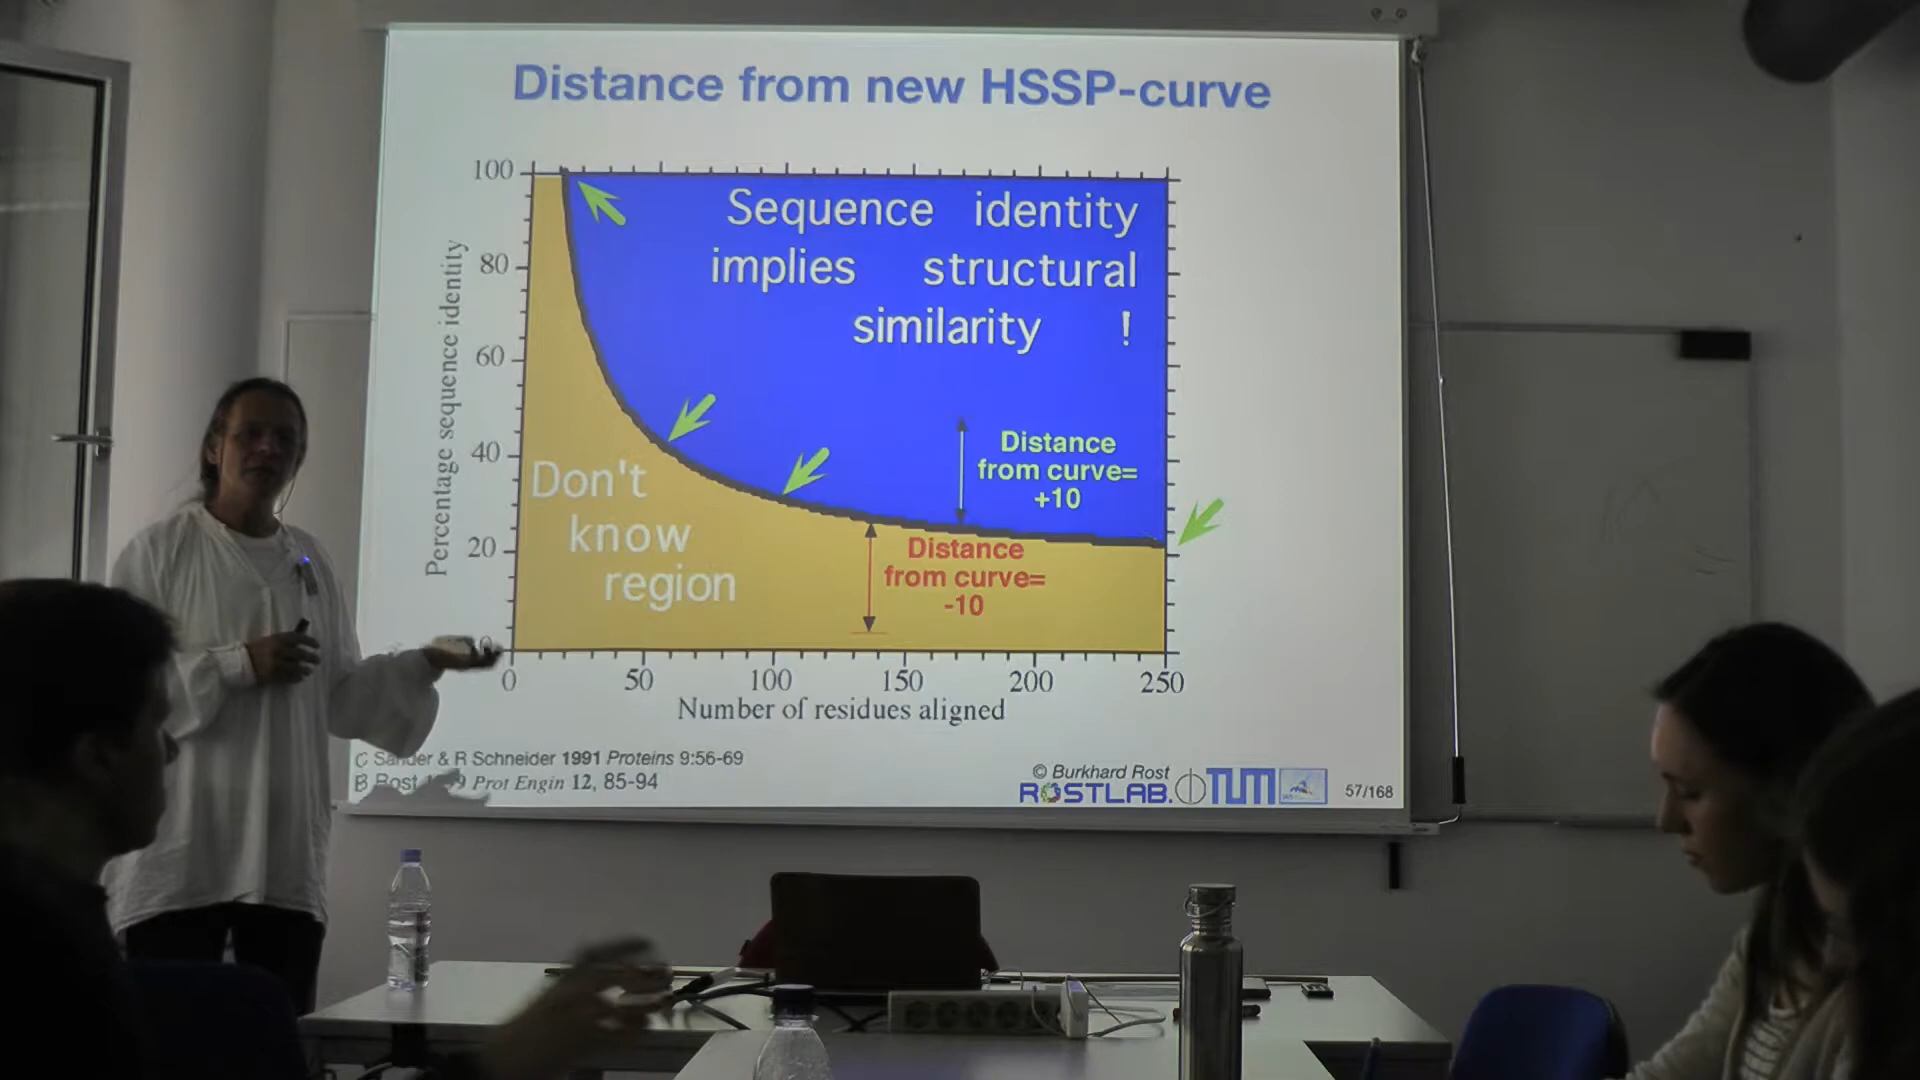 Distance from new HSSP-curve
100
80
60
40
20
0
Percentage sequence identity
Sequence identity
implies structural
similarity !
Don't
know
region
Distance
from curve=
+10
Distance
from curve=
-10
0 50 100 150 200 250
Number of residues aligned
C Sander & R Schneider 1991 Proteins 9:56-69
B Rost Prot Engin 12, 85-94
© Burkhard Rost
ROSTLAB. TUM
57/168